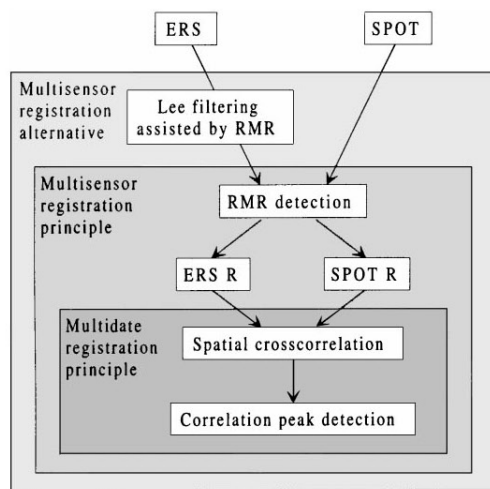 ERS
SPOT
Multisensor
registration
alternative
Lee filtering
assisted by RMR
Multisensor
registration
principle
RMR detection
ERS R
SPOT R
Multidate
registration
principle
Spatial crosscorrelation
Correlation peak detection